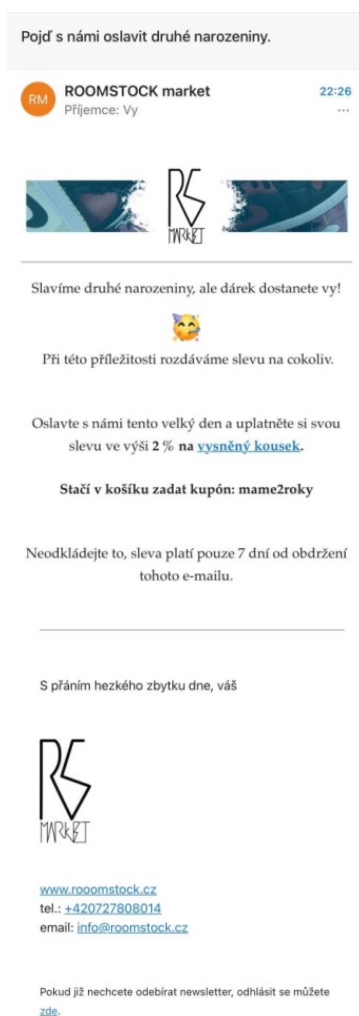 Pojď s námi oslavit druhé narozeniny.
RM
ROOMSTOCK market
22:26
Příjemce: Vy
...
RS
MARKET
Slavíme druhé narozeniny, ale dárek dostanete vy!
Při této příležitosti rozdáváme slevu na cokoliv.
Oslavte s námi tento velký den a uplatněte si svou
slevu ve výši 2 % na vysněný kousek.
Stačí v košíku zadat kupón: mame2roky
Neodkládejte to, sleva platí pouze 7 dní od obdržení
tohoto e-mailu.
S přáním hezkého zbytku dne, váš
RS
MARKET
www.rooomstock.cz
tel.: +420727808014
email: info@roomstock.cz
Pokud již nechcete odebírat newsletter, odhlásit se můžete
zde.